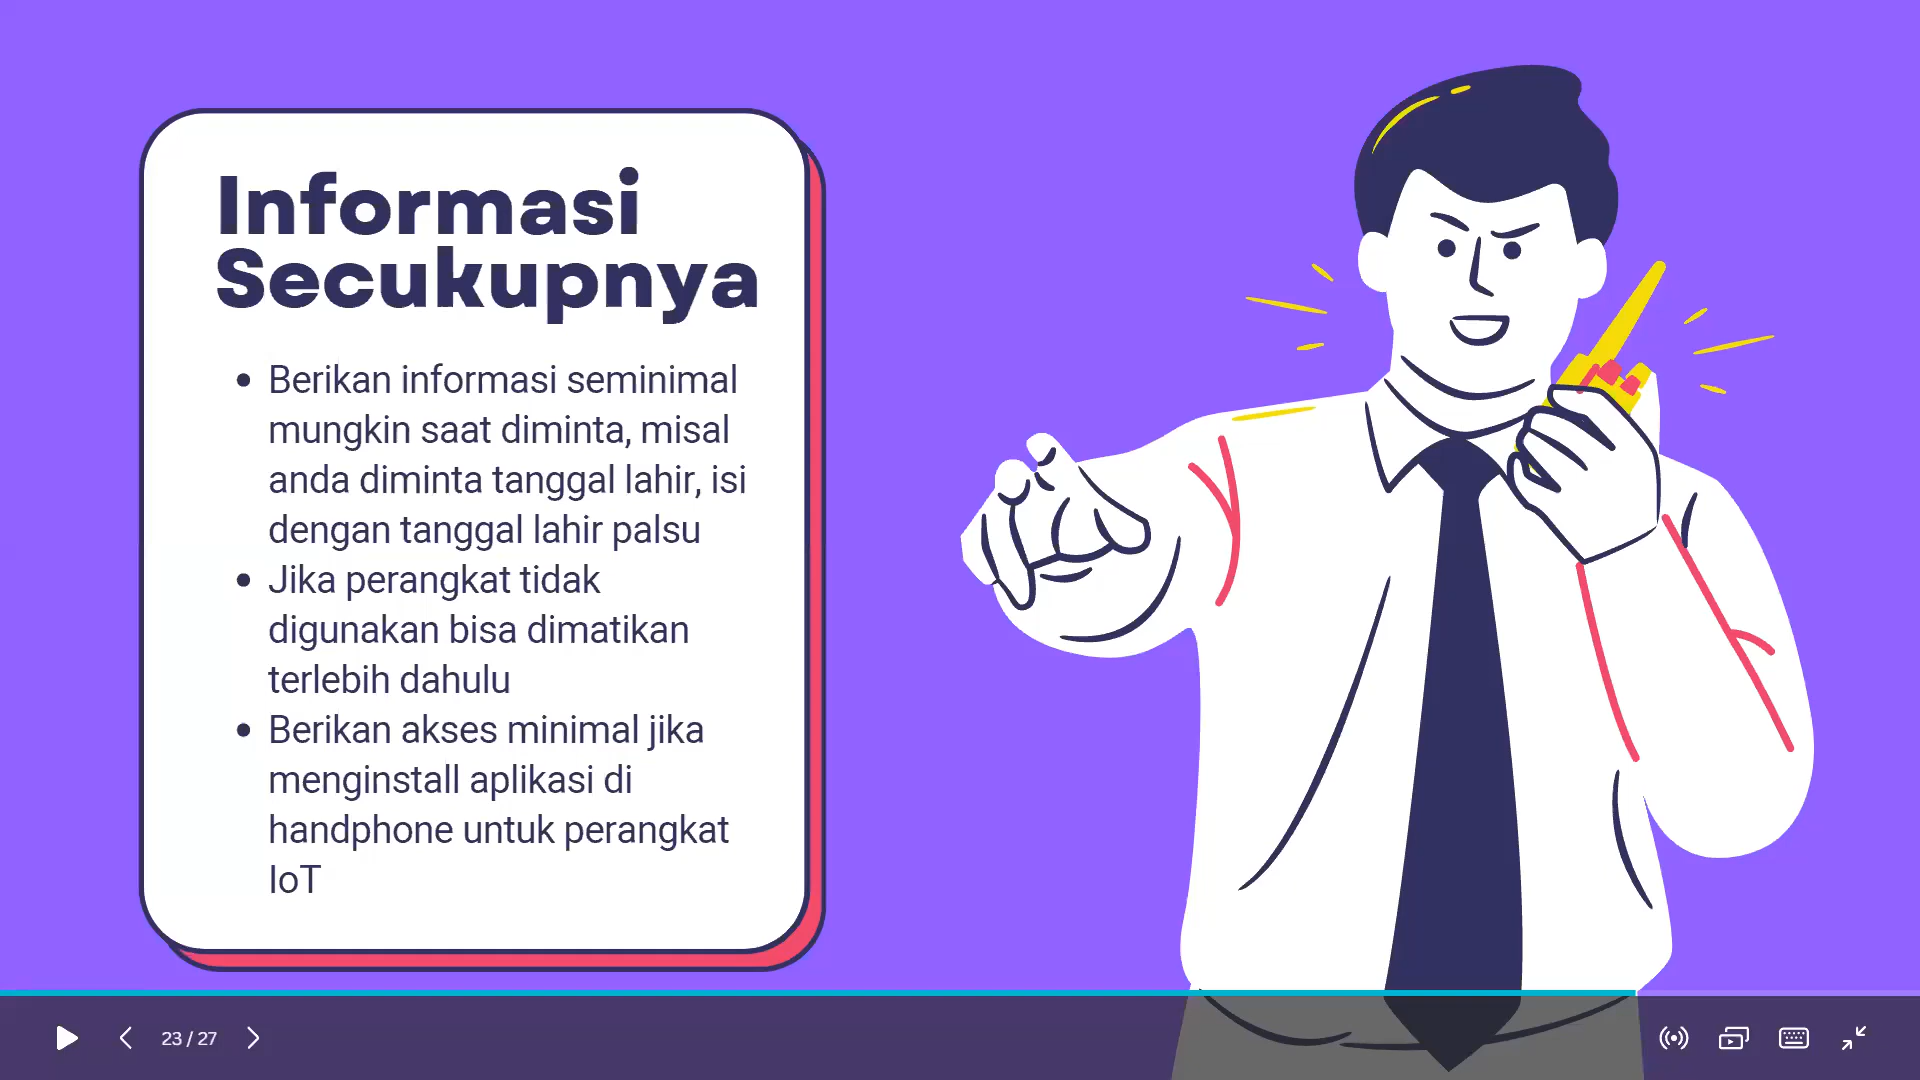 Informasi
Secukupnya
• Berikan informasi seminimal
mungkin saat diminta, misal
anda diminta tanggal lahir, isi
dengan tanggal lahir palsu
• Jika perangkat tidak
digunakan bisa dimatikan
terlebih dahulu
• Berikan akses minimal jika
menginstall aplikasi di
handphone untuk perangkat
IoT
23 / 27